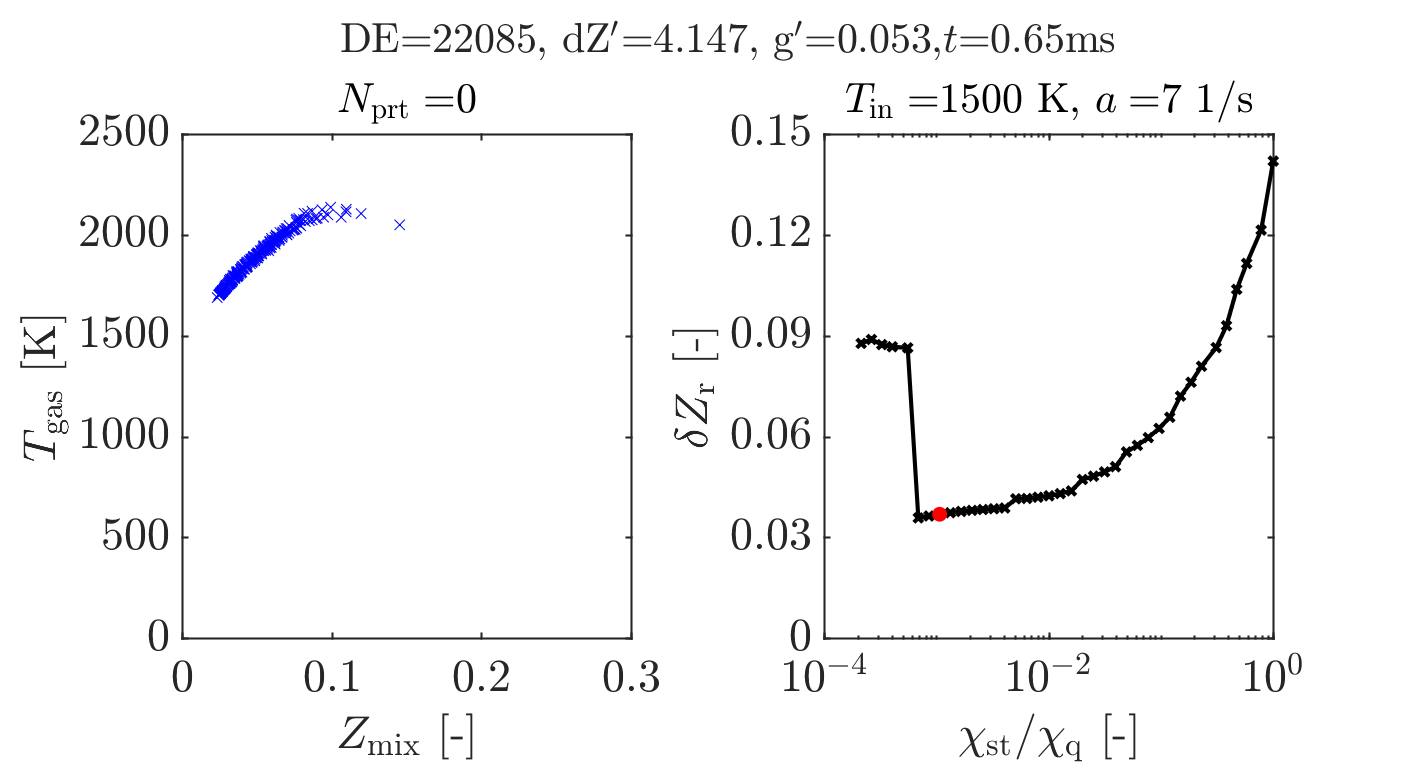 DE=22085, dZ′=4.147, g′=0.053,t=0.65ms
N_prt =0
2500
2000
1500
1000
500
0
T_gas [K]
0 0.1 0.2 0.3
Z_mix [-]
T_in =1500 K, a =7 1/s
0.15
0.12
0.09
0.06
0.03
0
δZ_r [-]
10^−4 10^−2 10^0
χ_st/χ_q [-]